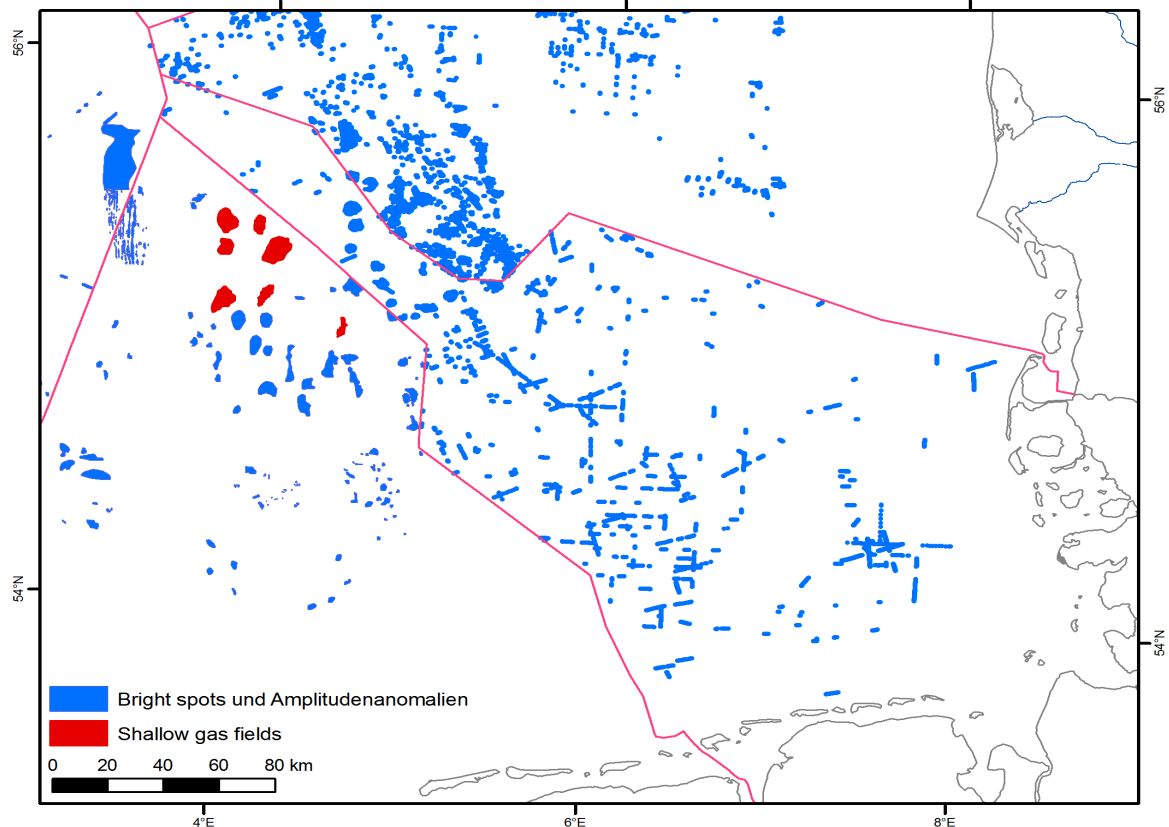 56°N
56°N
54°N
54°N
Bright spots und Amplitudenanomalien
Shallow gas fields
0 20 40 60 80 km
4°E 6°E 8°E